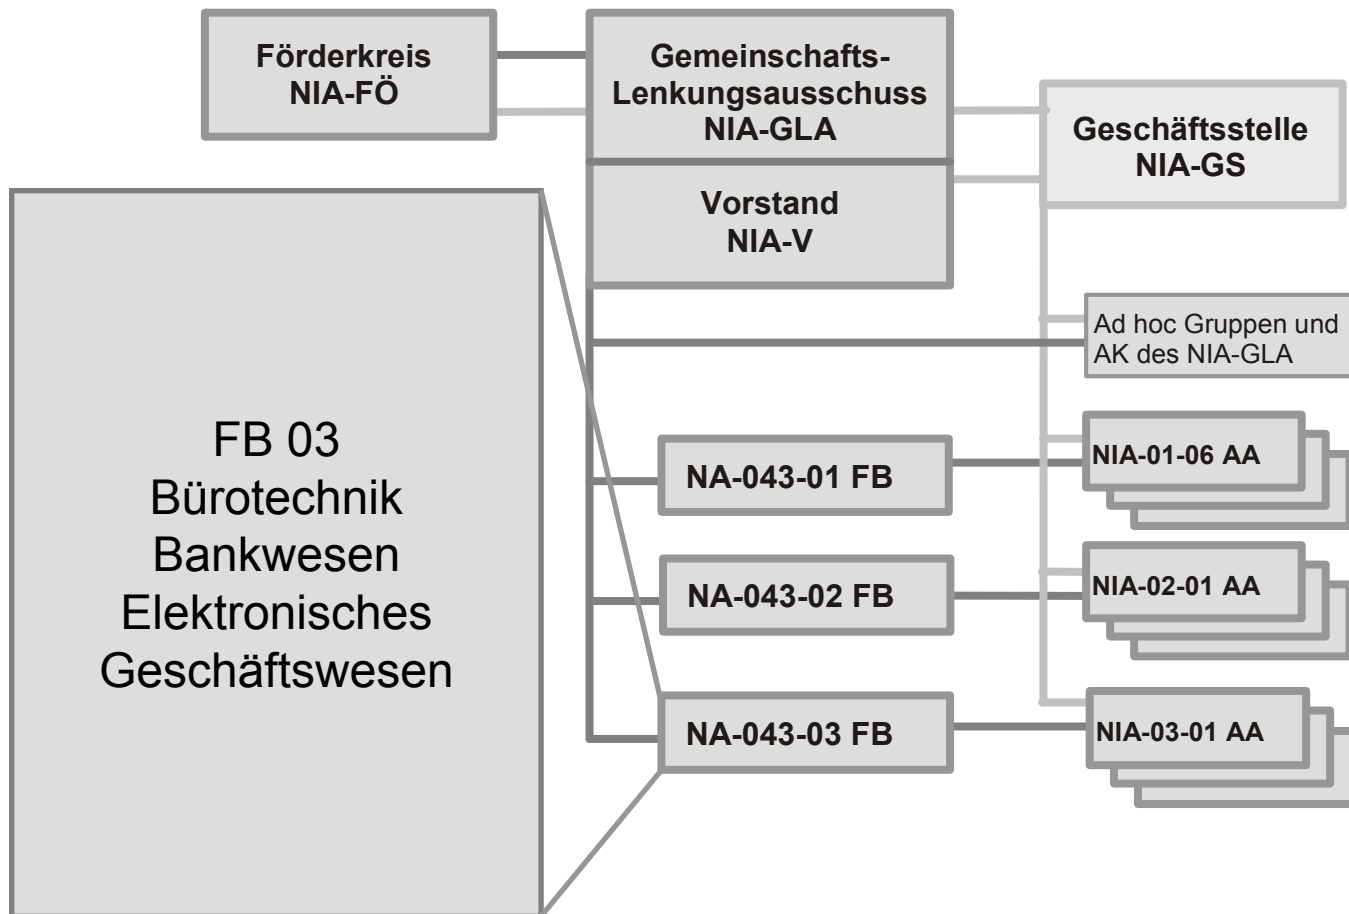 Förderkreis
NIA-FÖ
Gemeinschafts-
Lenkungsausschuss
NIA-GLA
Geschäftsstelle
NIA-GS
Vorstand
NIA-V
Ad hoc Gruppen und
AK des NIA-GLA
FB 03
Bürotechnik
Bankwesen
Elektronisches
Geschäftswesen
NA-043-01 FB
NIA-01-06 AA
NA-043-02 FB
NIA-02-01 AA
NA-043-03 FB
NIA-03-01 AA